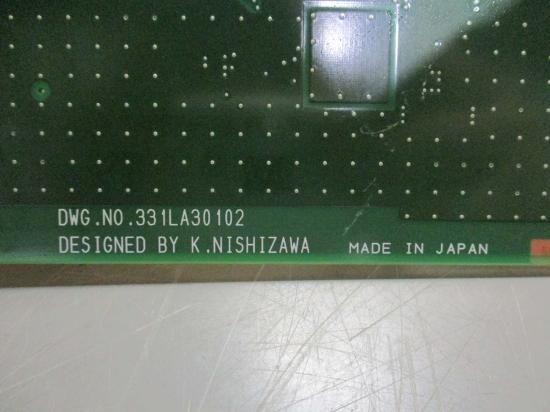 DWG.NO.331LA30102
DESIGNED BY K.NISHIZAWA MADE IN JAPAN